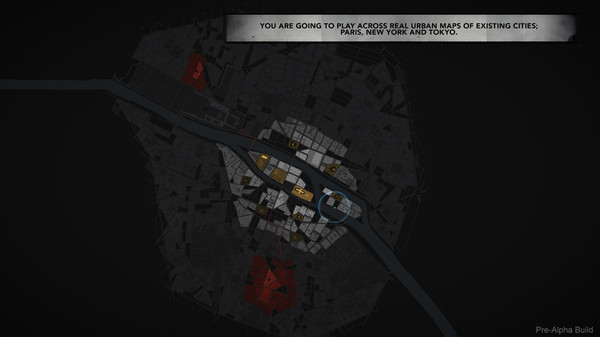 YOU ARE GOING TO PLAY ACROSS REAL URBAN MAPS OF EXISTING CITIES;
PARIS, NEW YORK AND TOKYO.
Pre-Alpha Build